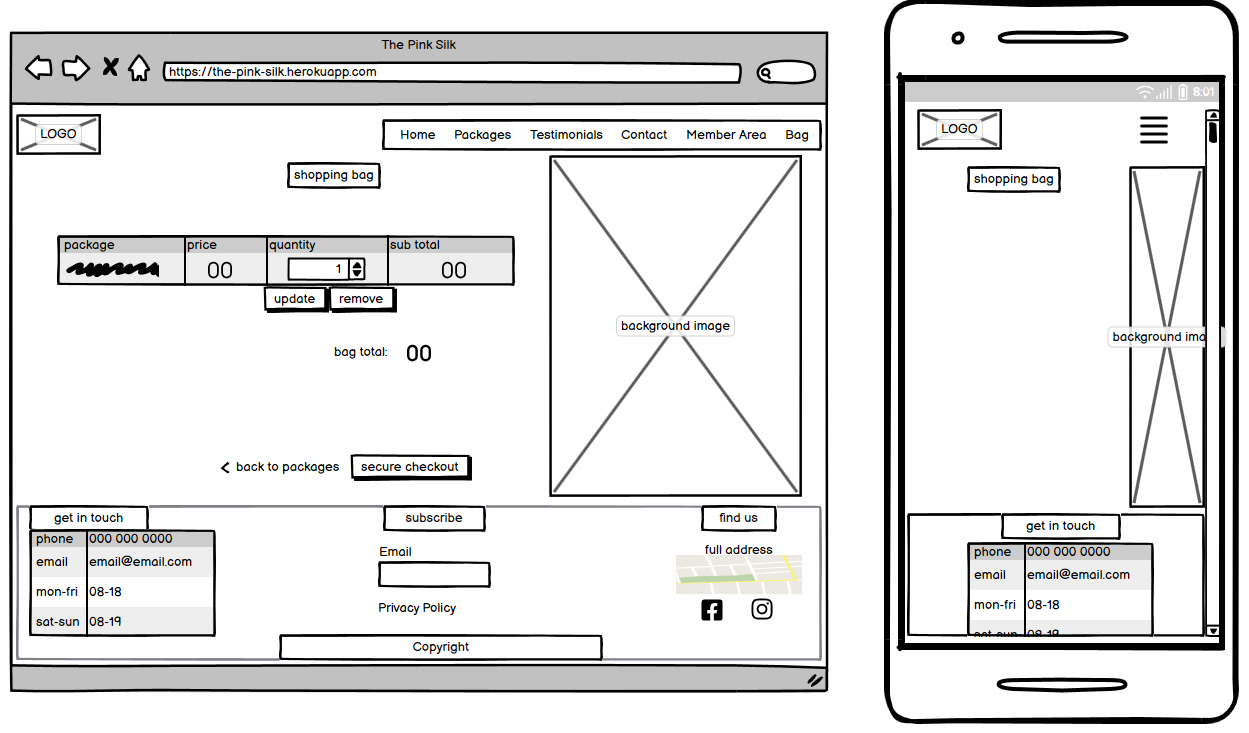 The Pink Silk
https://the-pink-silk.herokuapp.com
LOGO
Home Packages Testimonials Contact Member Area Bag
shopping bag
package price quantity sub total
00 1 00
update remove
bag total: 00
background image
back to packages secure checkout
get in touch
phone 000 000 0000
email email@email.com
mon-fri 08-18
sat-sun 08-19
subscribe
Email
Privacy Policy
find us
full address
Copyright
8:01
LOGO
shopping bag
background ima
get in touch
phone 000 000 0000
email email@email.com
mon-fri 08-18
sat-sun 08-19